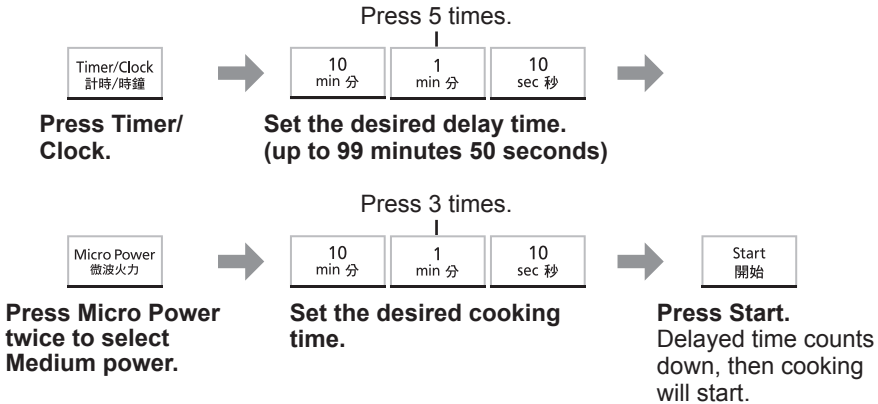 Press 5 times.
Timer/Clock
計時/時鐘
10
min 分
1
min 分
10
sec 秒
Press Timer/
Clock.
Set the desired delay time.
(up to 99 minutes 50 seconds)
Press 3 times.
Micro Power
微波火力
10
min 分
1
min 分
10
sec 秒
Start
開始
Press Micro Power
twice to select
Medium power.
Set the desired cooking
time.
Press Start.
Delayed time counts
down, then cooking
will start.